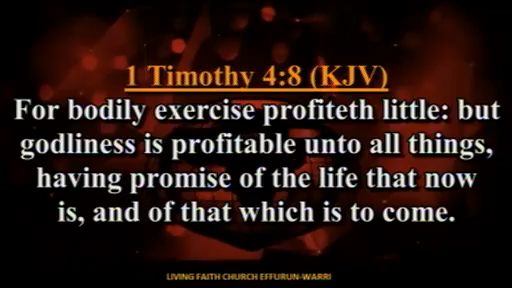 1 Timothy 4:8 (KJV)
For bodily exercise profiteth little: but
godliness is profitable unto all things,
having promise of the life that now
is, and of that which is to come.
LIVING FAITH CHURCH EFFURUN-WARRI